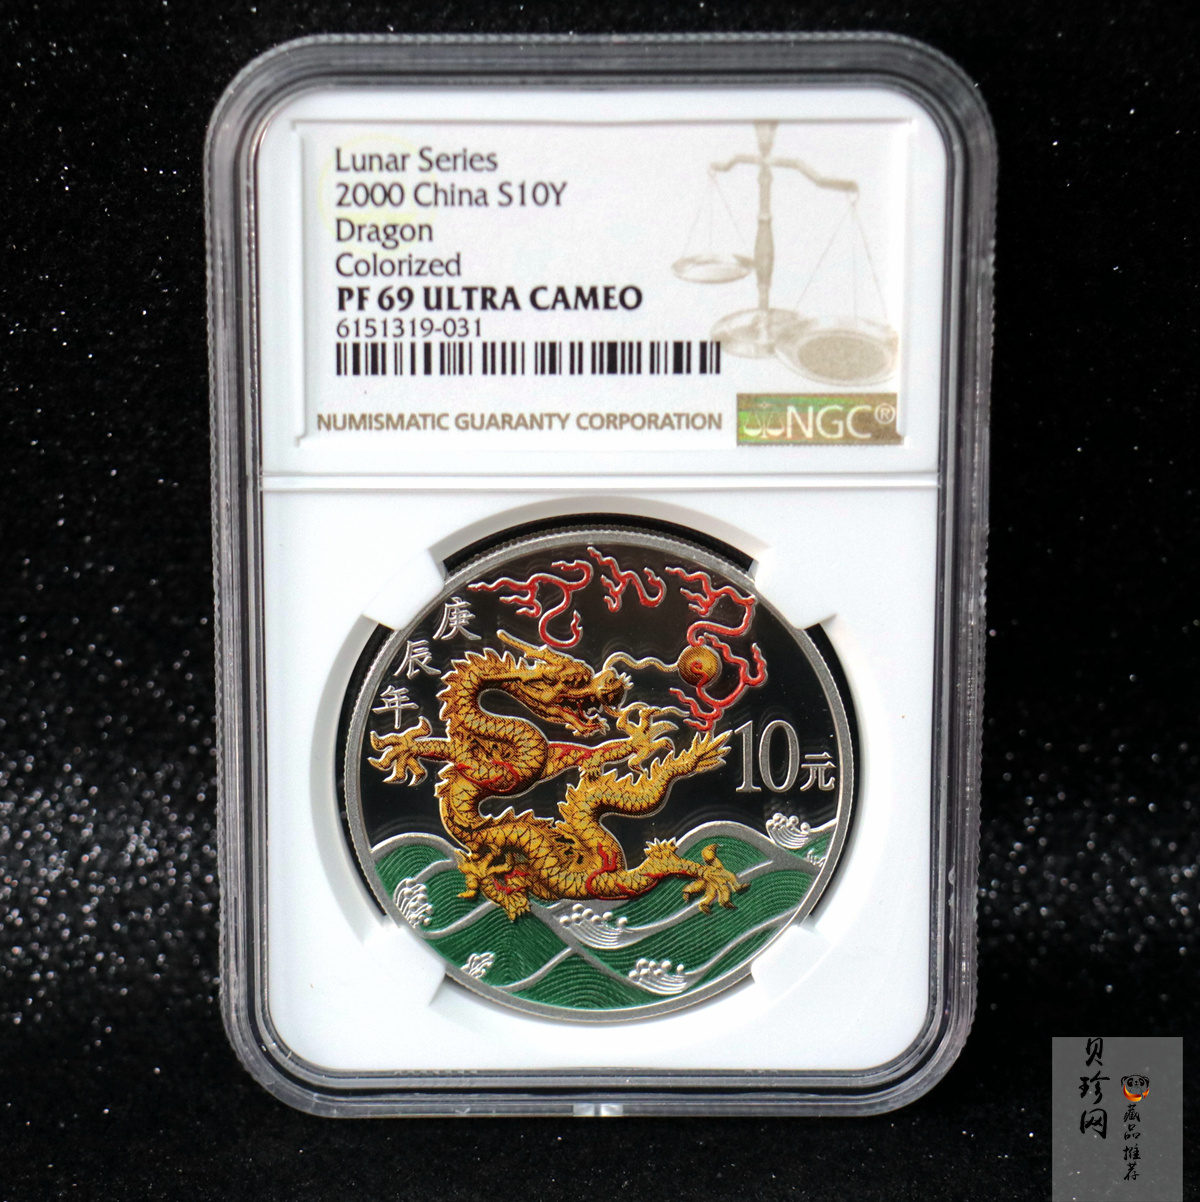 Lunar Series
2000 China S10Y
Dragon
Colorized
PF 69 ULTRA CAMEO
6151319-031
NUMISMATIC GUARANTY CORPORATION
NGC®
庚辰年
10元
贝珍网
藏品推荐